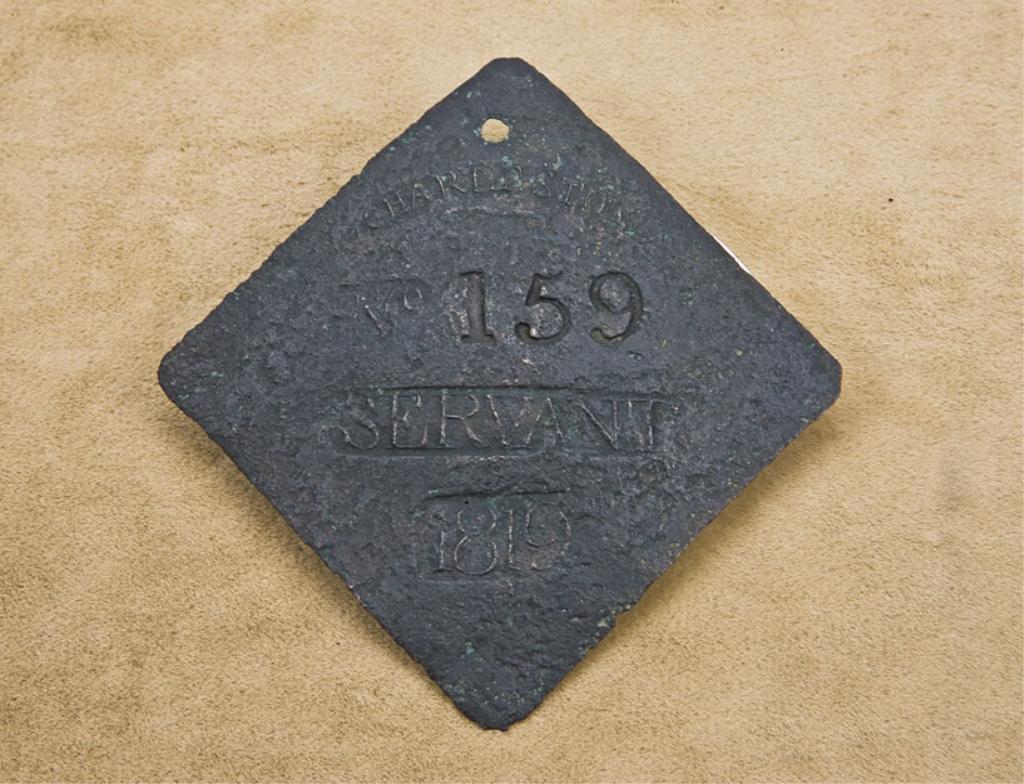 CHARLESTON
No 159
SERVANT
1819